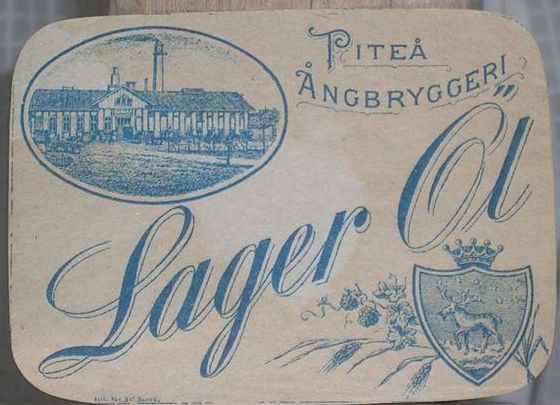 PITEÅ
ÅNGBRYGGERI
Lager Öl